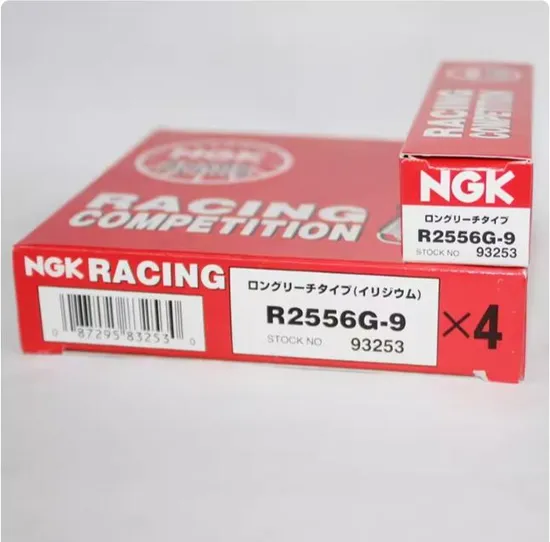 NGK
RACING
COMPETITION
RACING
COMPETITION
NGK
ロングリーチタイプ
R2556G-9
STOCK NO 93253
NGK RACING
0 87295 83253 0
ロングリーチタイプ(イリジウム)
R2556G-9
STOCK NO. 93253
×4